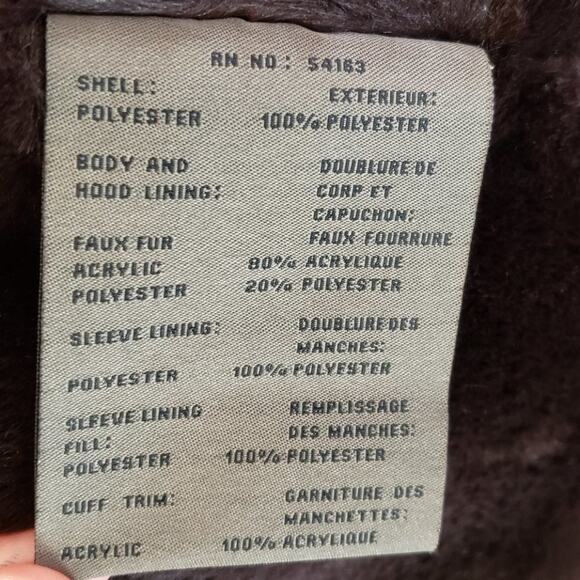 RN NO: 54163
SHELL: EXTERIEUR:
POLYESTER 100% POLYESTER
BODY AND DOUBLURE DE
HOOD LINING: CORP ET
CAPUCHON:
FAUX FUR FAUX FOURRURE
ACRYLIC 80% ACRYLIQUE
POLYESTER 20% POLYESTER
SLEEVE LINING: DOUBLURE DES
MANCHES:
POLYESTER 100% POLYESTER
SLEEVE LINING REMPLISSAGE
FILL: DES MANCHES:
POLYESTER 100% POLYESTER
CUFF TRIM: GARNITURE DES
MANCHETTES:
ACRYLIC 100% ACRYLIQUE